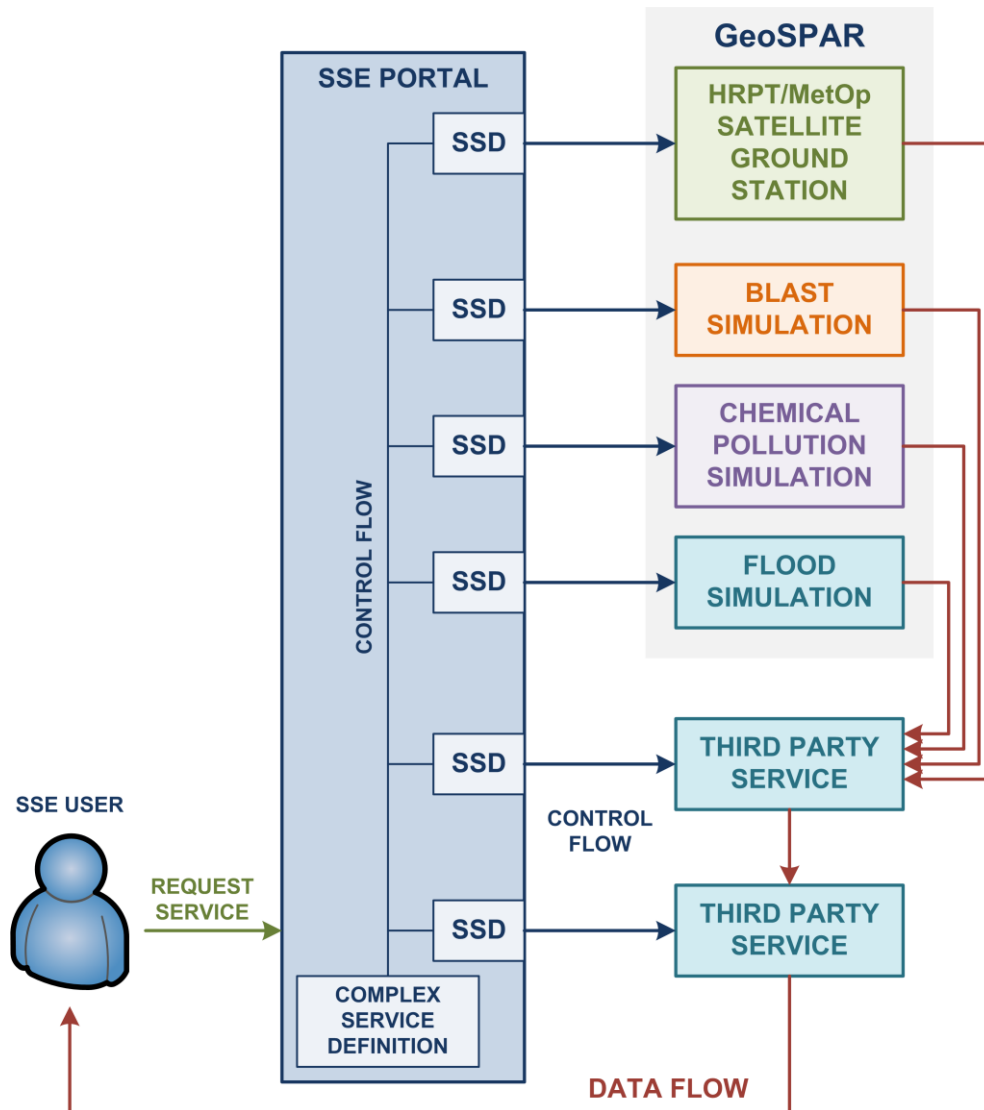 GeoSPAR
SSE PORTAL
SSD
HRPT/MetOp
SATELLITE
GROUND
STATION
SSD
BLAST
SIMULATION
SSD
CHEMICAL
POLLUTION
SIMULATION
CONTROL FLOW
SSD
FLOOD
SIMULATION
SSD
THIRD PARTY
SERVICE
SSE USER
CONTROL
FLOW
REQUEST
SERVICE
SSD
THIRD PARTY
SERVICE
COMPLEX
SERVICE
DEFINITION
DATA FLOW